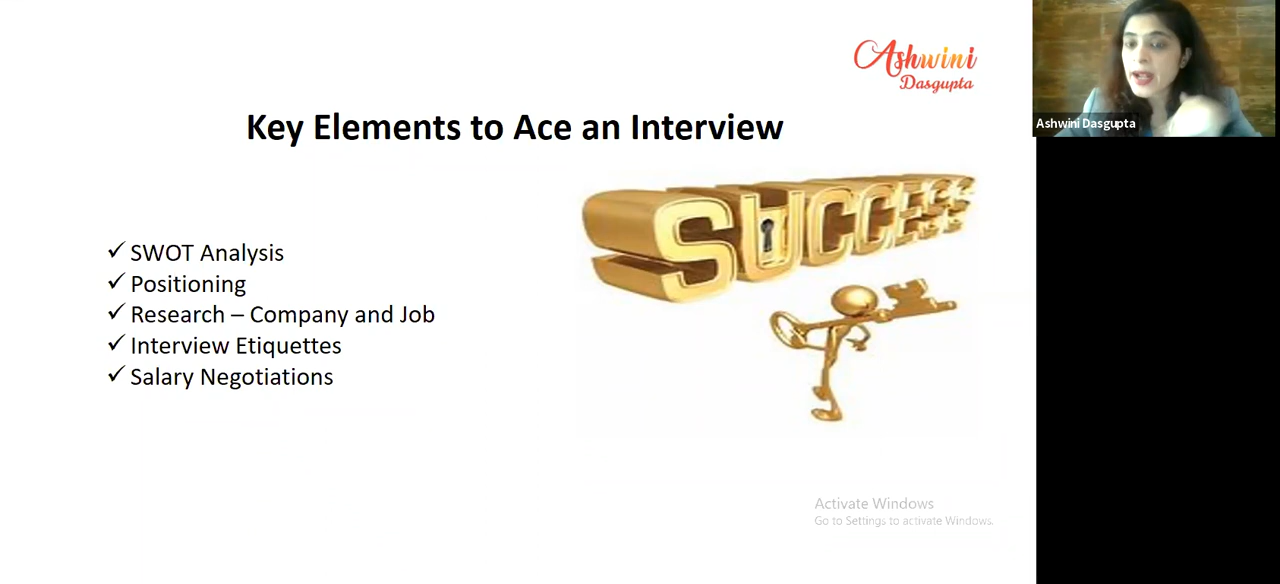 Ashwini
Dasgupta
Ashwini Dasgupta
Key Elements to Ace an Interview
SUCCESS
✓ SWOT Analysis
✓ Positioning
✓ Research – Company and Job
✓ Interview Etiquettes
✓ Salary Negotiations
Activate Windows
Go to Settings to activate Windows.